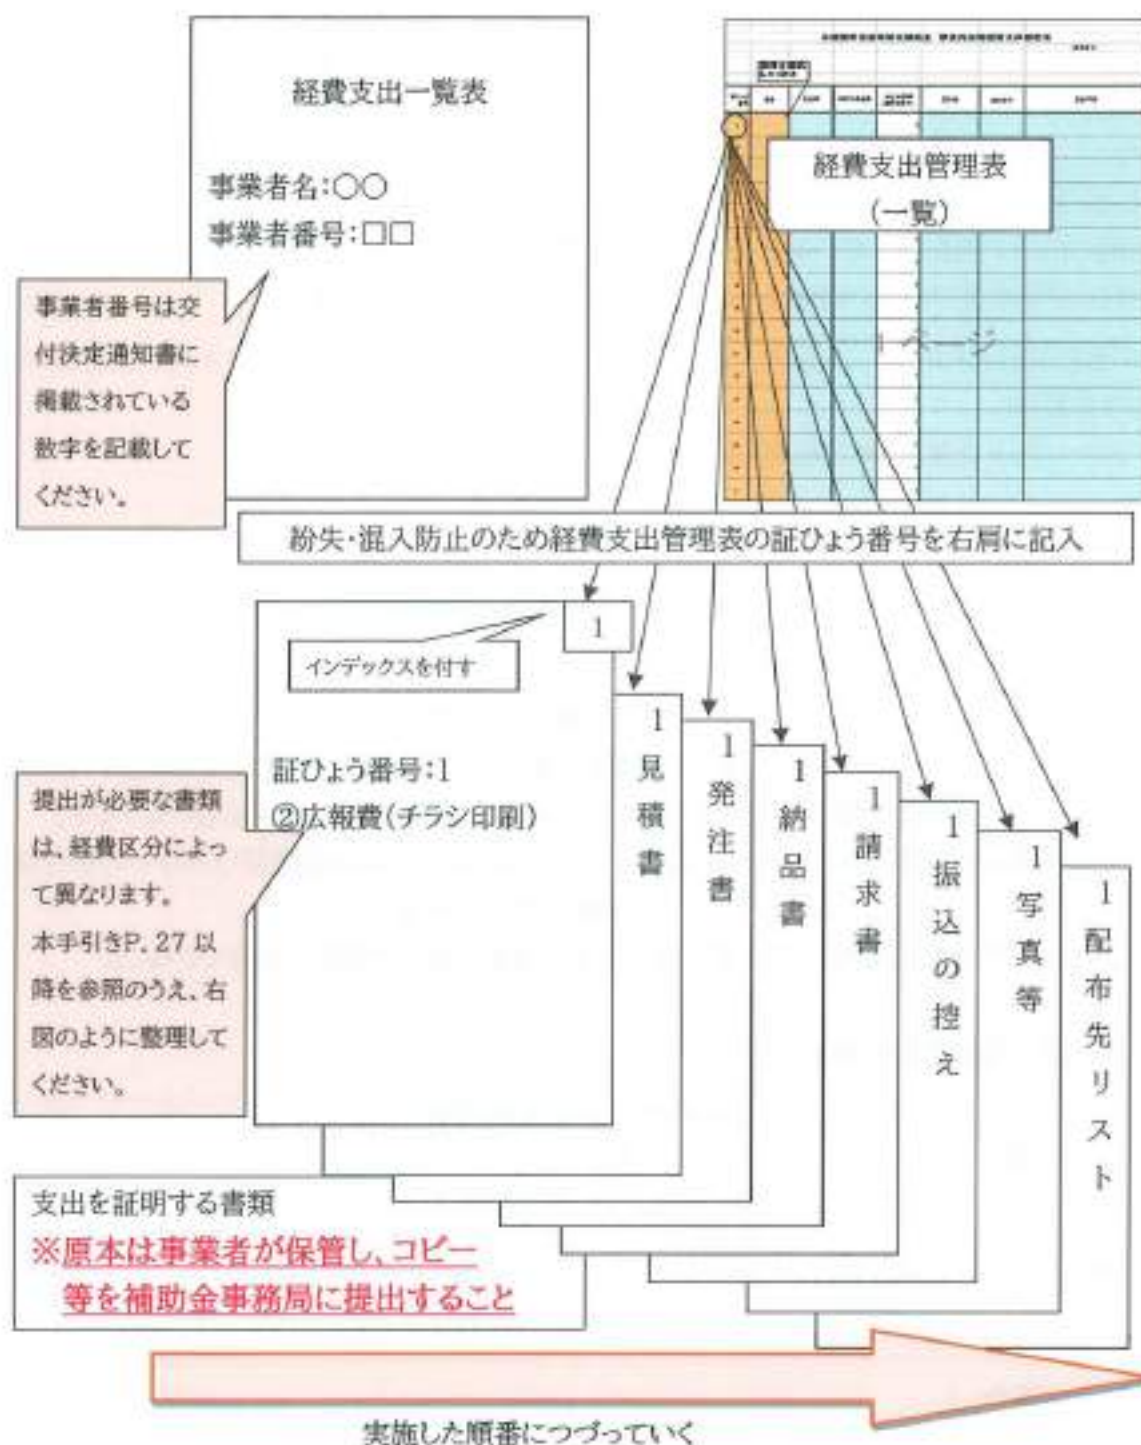 経費支出一覧表
事業者名:○○
事業者番号:□□
事業者番号は交
付決定通知書に
掲載されている
数字を記載して
ください。
経費支出管理表
(一覧)
1 ページ
紛失・混入防止のため経費支出管理表の証ひょう番号を右肩に記入
1
インデックスを付す
証ひょう番号:1
②広報費(チラシ印刷)
提出が必要な書類
は、経費区分によっ
て異なります。
本手引きP. 27 以
降を参照のうえ、右
図のように整理して
ください。
1見積書
1発注書
1納品書
1請求書
1振込の控え
1写真等
1配布先リスト
支出を証明する書類
※原本は事業者が保管し、コピー
等を補助金事務局に提出すること
実施した順番につづっていく